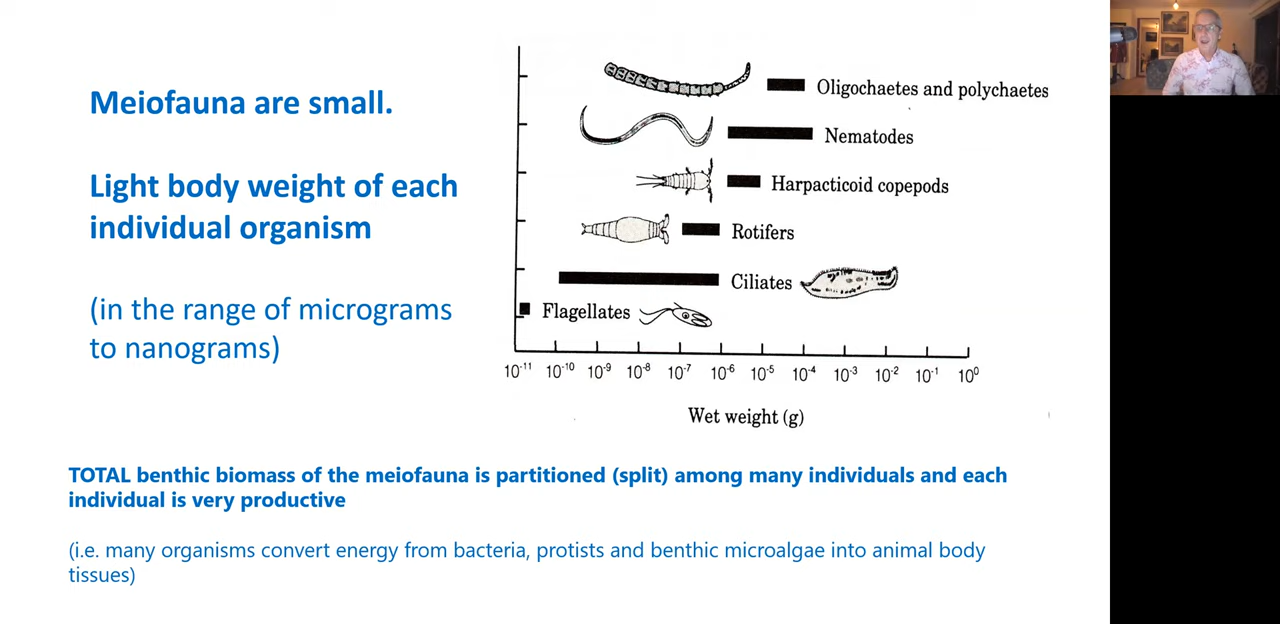 Meiofauna are small.
Light body weight of each
individual organism
(in the range of micrograms
to nanograms)
Oligochaetes and polychaetes
Nematodes
Harpacticoid copepods
Rotifers
Ciliates
Flagellates
10⁻¹¹ 10⁻¹⁰ 10⁻⁹ 10⁻⁸ 10⁻⁷ 10⁻⁶ 10⁻⁵ 10⁻⁴ 10⁻³ 10⁻² 10⁻¹ 10⁰
Wet weight (g)
TOTAL benthic biomass of the meiofauna is partitioned (split) among many individuals and each
individual is very productive
(i.e. many organisms convert energy from bacteria, protists and benthic microalgae into animal body
tissues)